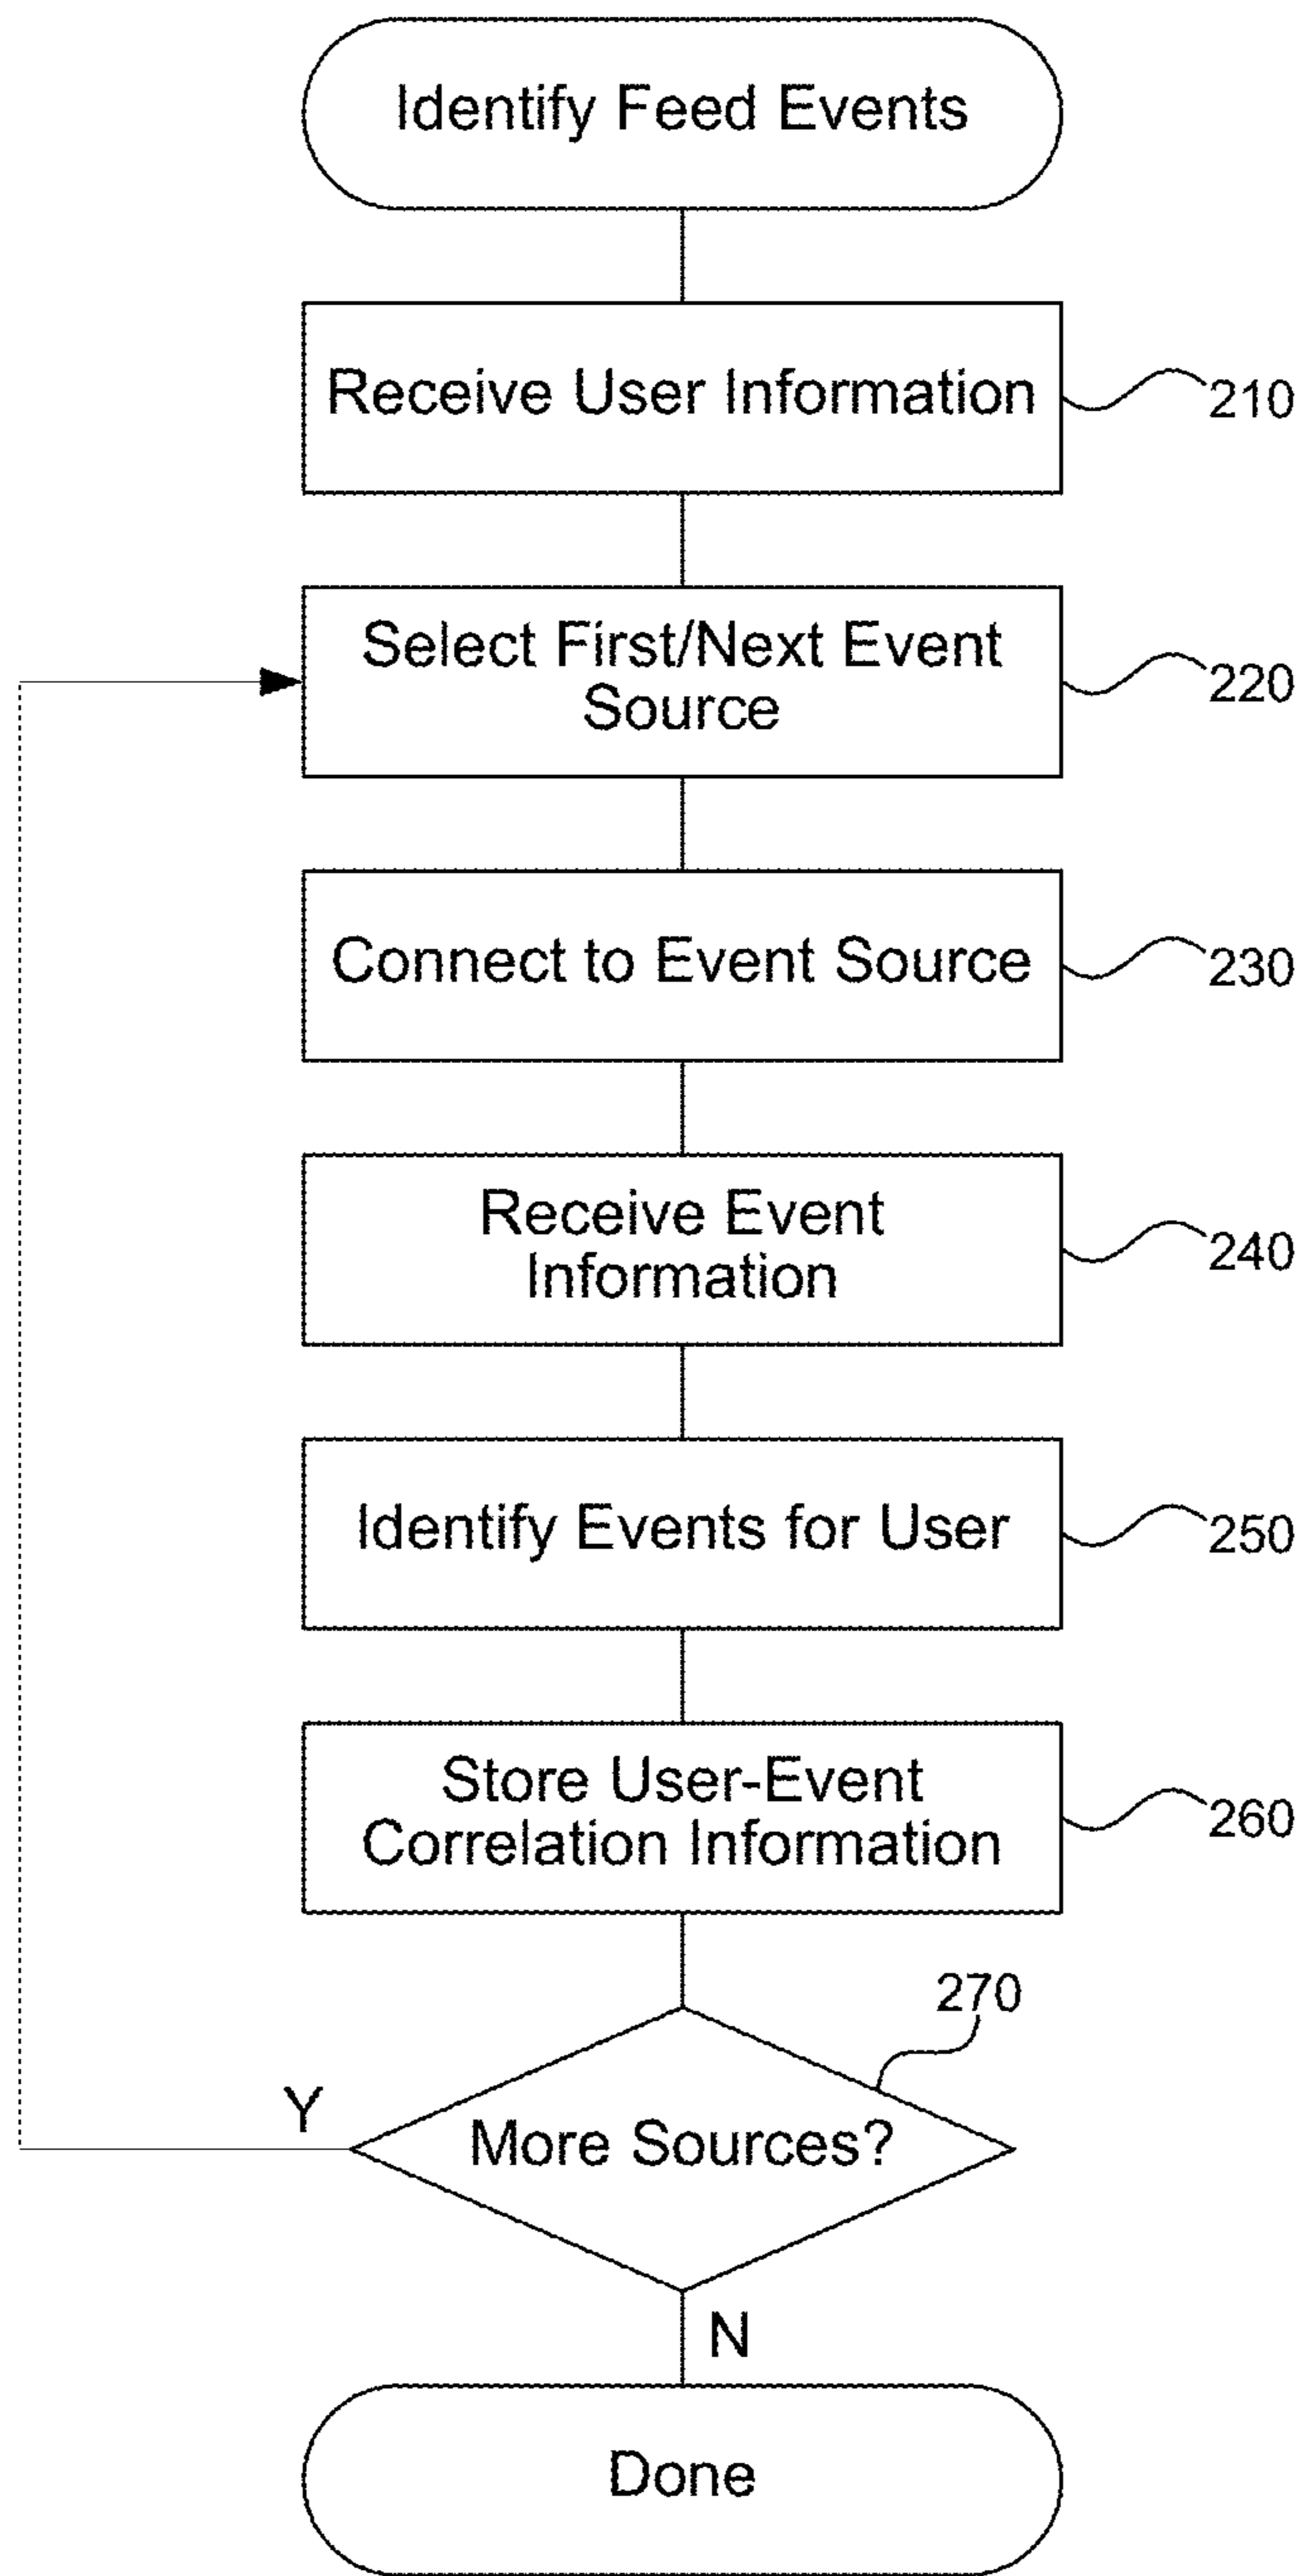 Identify Feed Events
Receive User Information
210
Select First/Next Event
Source
220
Connect to Event Source
230
Receive Event
Information
240
Identify Events for User
250
Store User-Event
Correlation Information
260
270
More Sources?
Y
N
Done